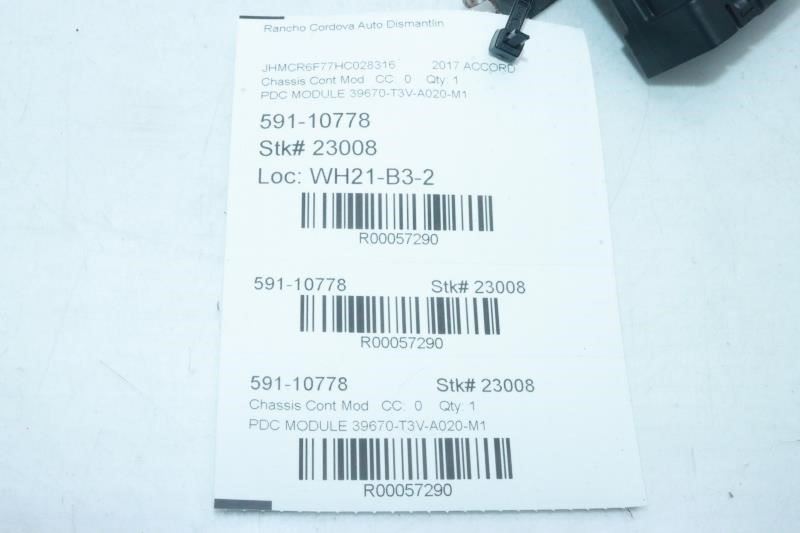 Rancho Cordova Auto Dismantlin
JHMCR6F77HC028316 2017 ACCORD
Chassis Cont Mod CC: 0 Qty: 1
PDC MODULE 39670-T3V-A020-M1
591-10778
Stk# 23008
Loc: WH21-B3-2
R00057290
591-10778 Stk# 23008
R00057290
591-10778 Stk# 23008
Chassis Cont Mod CC: 0 Qty: 1
PDC MODULE 39670-T3V-A020-M1
R00057290